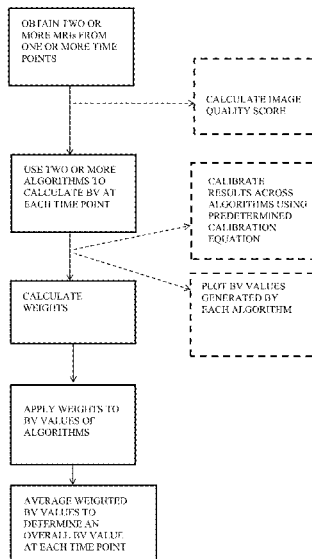 OBTAIN TWO OR
MORE MRIs FROM
ONE OR MORE TIME
POINTS
CALCULATE IMAGE
QUALITY SCORE
USE TWO OR MORE
ALGORITHMS TO
CALCULATE BV AT
EACH TIME POINT
CALIBRATE
RESULTS ACROSS
ALGORITHMS USING
PREDETERMINED
CALIBRATION
EQUATION
PLOT BV VALUES
GENERATED BY
EACH ALGORITHM
CALCULATE
WEIGHTS
APPLY WEIGHTS TO
BV VALUES OF
ALGORITHMS
AVERAGE WEIGHTED
BV VALUES TO
DETERMINE AN
OVERALL BV VALUE
AT EACH TIME POINT